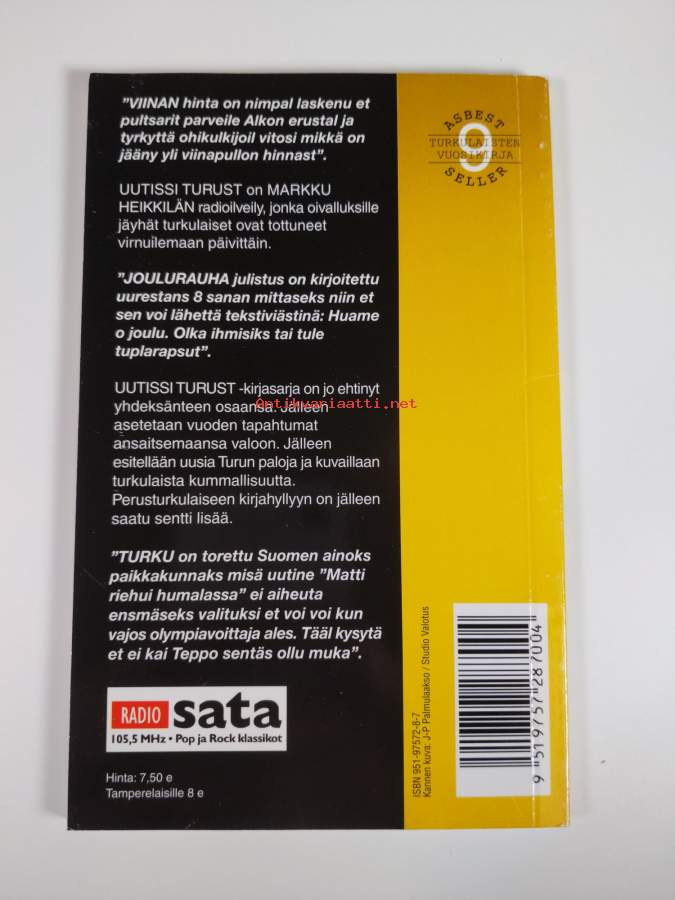 "VIINAN hinta on nimpal laskenu et
pultsarit parveile Alkon erustal ja
tyrkyttä ohikulkijoil vitosi mikkä on
jääny yli viinapullon hinnast".
UUTISSI TURUST on MARKKU
HEIKKILÄN radioilveily, jonka oivalluksille
jäyhät turkulaiset ovat tottuneet
virnuilemaan päivittäin.
"JOULURAUHA julistus on kirjoitettu
uurestans 8 sanan mittaseks niin et
sen voi lähettä tekstiviästinä: Huame
o joulu. Olka ihmisiks tai tule
tuplarapsut".
UUTISSI TURUST -kirjasarja on jo ehtinyt
yhdeksänteen osaansa. Jälleen
asetetaan vuoden tapahtumat
ansaitsemaansa valoon. Jälleen
esitellään uusia Turun paloja ja kuvaillaan
turkulaista kummallisuutta.
Perusturkulaiseen kirjahyllyyn on jälleen
saatu sentti lisää.
"TURKU on torettu Suomen ainoks
paikkakunnaks misä uutine "Matti
riehui humalassa" ei aiheuta
ensmäseks valituksi et voi voi kun
vajos olympiavoittaja ales. Tääl kysytä
et ei kai Teppo sentäs ollu muka".
RADIO sata
105,5 MHz • Pop ja Rock klassikot
Hinta: 7,50 e
Tamperelaisille 8 e
ASBEST
9
TURKULAISTEN
VUOSIKIRJA
SELLER
Antikvariaatti.net
ISBN 951-97572-8-7
Kannen kuva: J-P Palmulaakso / Studio Valotus
9 519757 287004